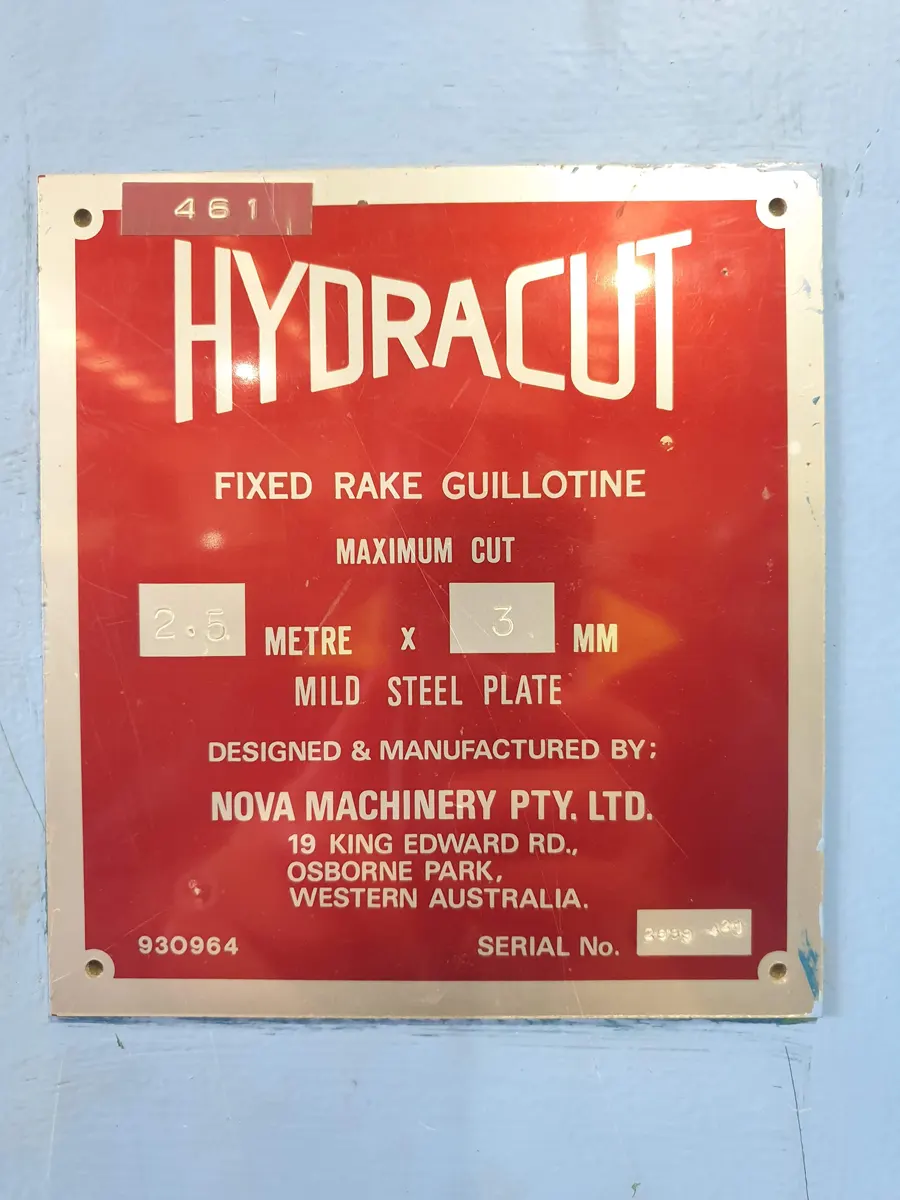 461
HYDRACUT
FIXED RAKE GUILLOTINE
MAXIMUM CUT
2.5 METRE X 3 MM
MILD STEEL PLATE
DESIGNED & MANUFACTURED BY:
NOVA MACHINERY PTY. LTD.
19 KING EDWARD RD.,
OSBORNE PARK,
WESTERN AUSTRALIA.
930964 SERIAL No.